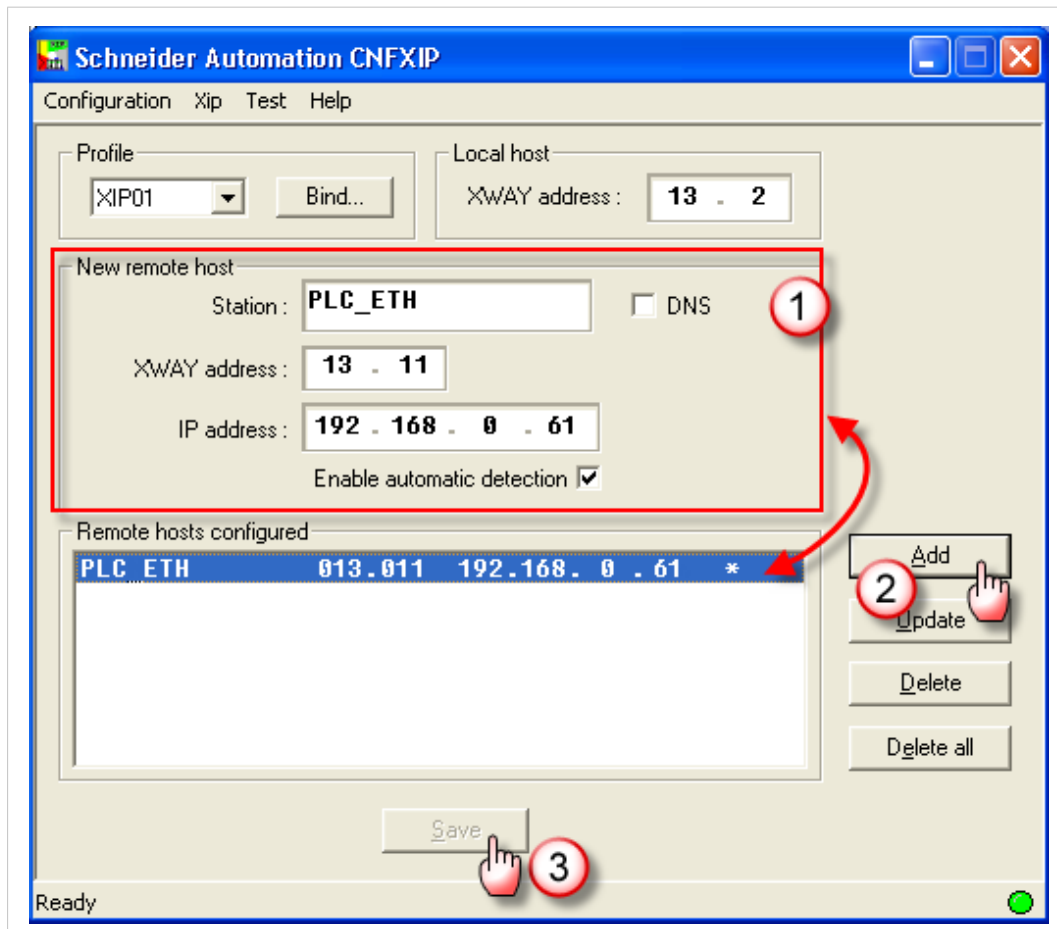 Schneider Automation CNFXIP
Configuration Xip Test Help
Profile
XIP01
Bind...
Local host
XWAY address : 13 . 2
New remote host
Station : PLC_ETH
DNS
1
XWAY address : 13 . 11
IP address : 192 . 168 . 0 . 61
Enable automatic detection
Remote hosts configured
PLC_ETH 013.011 192.168. 0 .61 *
Add
2
Update
Delete
Delete all
Save
3
Ready